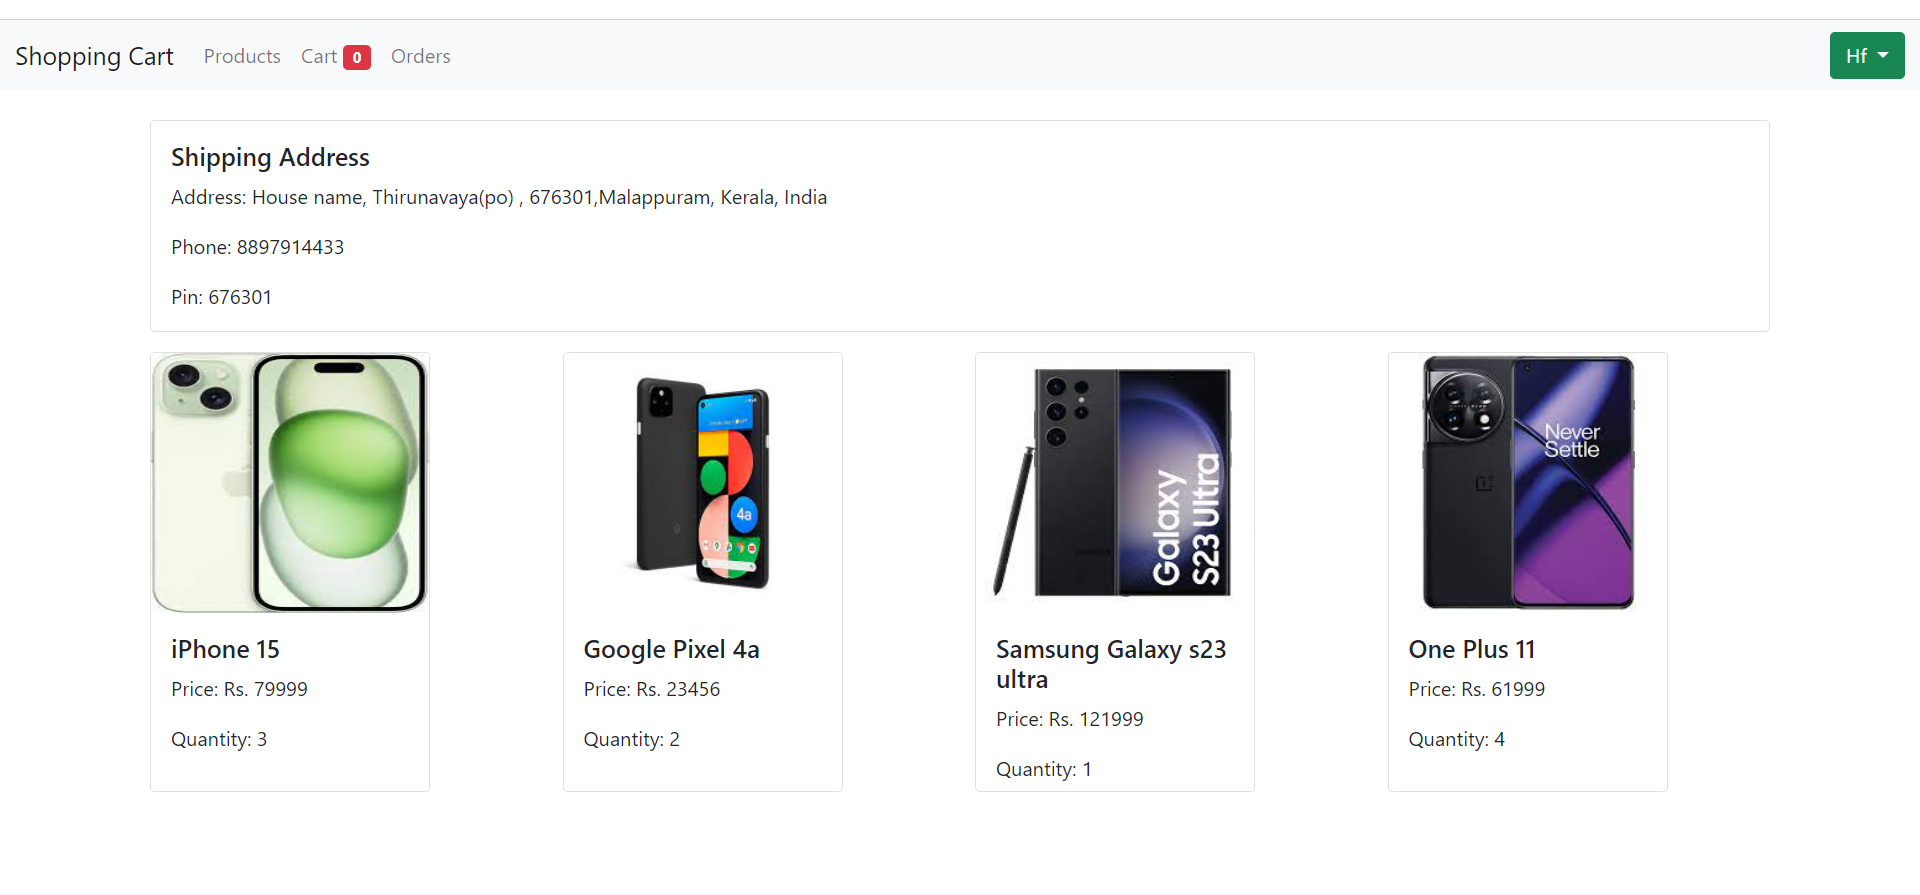 Shopping Cart Products Cart 0 Orders Hf
Shipping Address
Address: House name, Thirunavaya(po) , 676301,Malappuram, Kerala, India
Phone: 8897914433
Pin: 676301
4a
Galaxy
S23 Ultra
Never
Settle
iPhone 15
Price: Rs. 79999
Quantity: 3
Google Pixel 4a
Price: Rs. 23456
Quantity: 2
Samsung Galaxy s23
ultra
Price: Rs. 121999
Quantity: 1
One Plus 11
Price: Rs. 61999
Quantity: 4